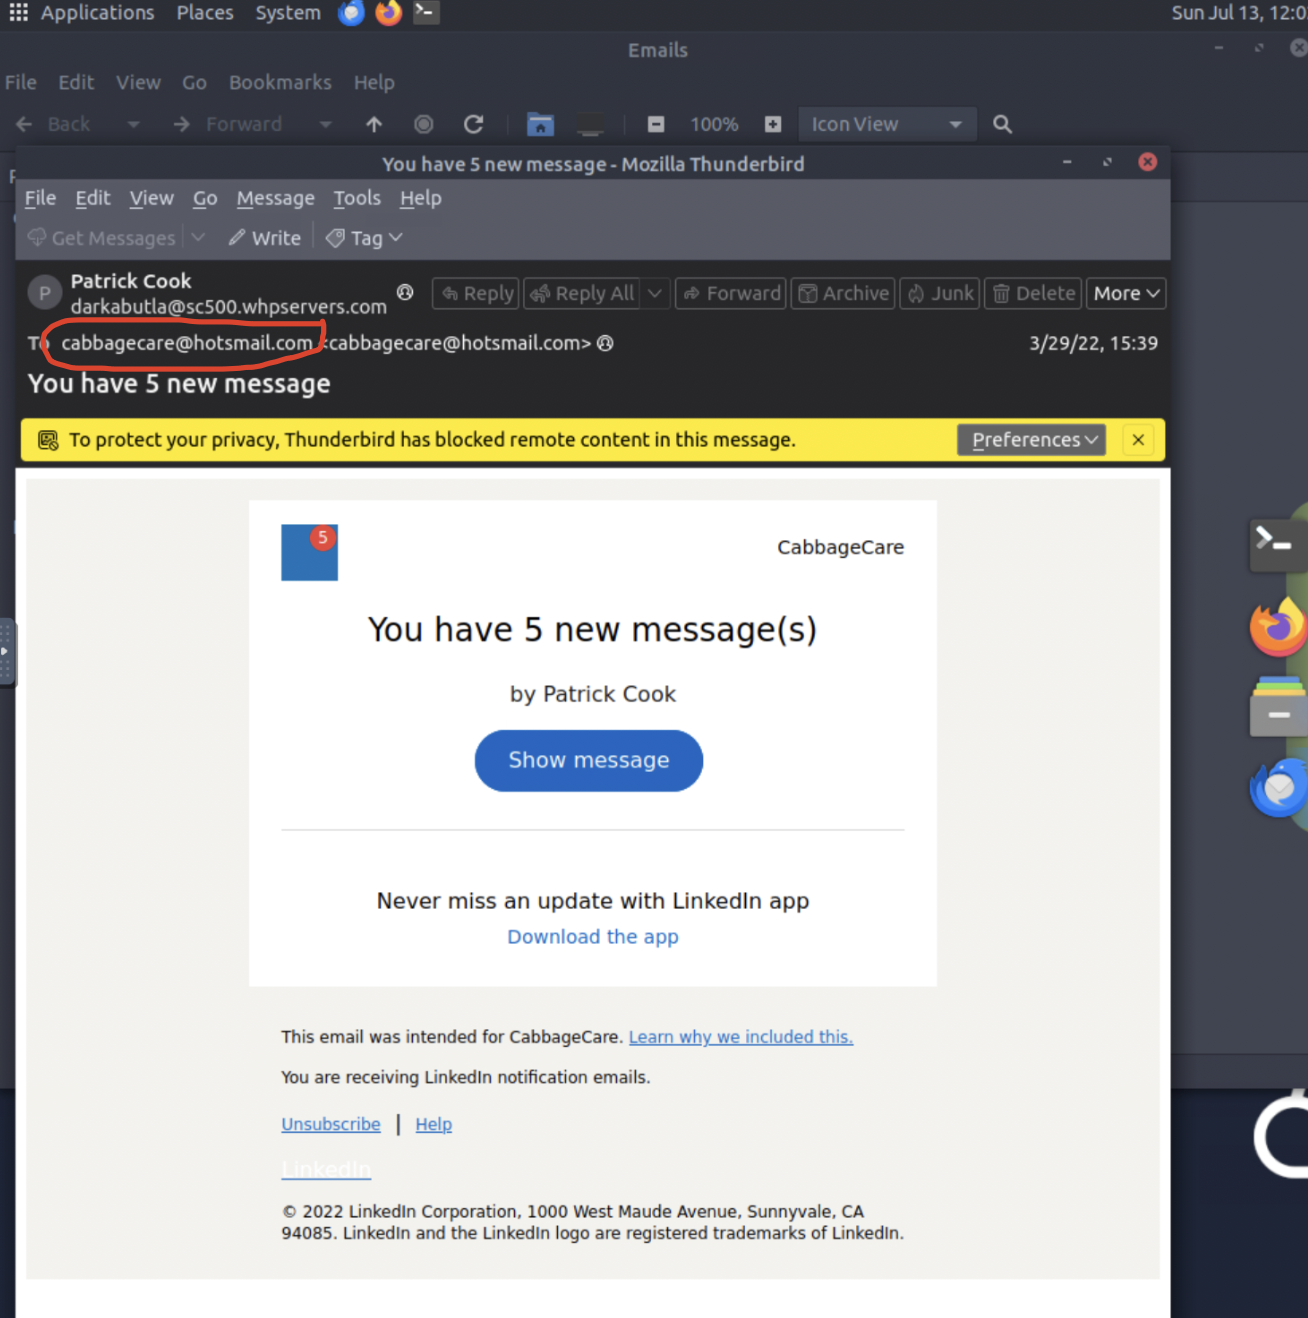 Applications Places System Sun Jul 13, 12:0
Emails
File Edit View Go Bookmarks Help
Back Forward 100% Icon View
You have 5 new message - Mozilla Thunderbird
File Edit View Go Message Tools Help
Get Messages Write Tag
P Patrick Cook
darkabutla@sc500.whpservers.com
Reply Reply All Forward Archive Junk Delete More
To cabbagecare@hotsmail.com <cabbagecare@hotsmail.com> 3/29/22, 15:39
You have 5 new message
To protect your privacy, Thunderbird has blocked remote content in this message. Preferences
5
CabbageCare
You have 5 new message(s)
by Patrick Cook
Show message
Never miss an update with LinkedIn app
Download the app
This email was intended for CabbageCare. Learn why we included this.
You are receiving LinkedIn notification emails.
Unsubscribe | Help
LinkedIn
© 2022 LinkedIn Corporation, 1000 West Maude Avenue, Sunnyvale, CA
94085. LinkedIn and the LinkedIn logo are registered trademarks of LinkedIn.